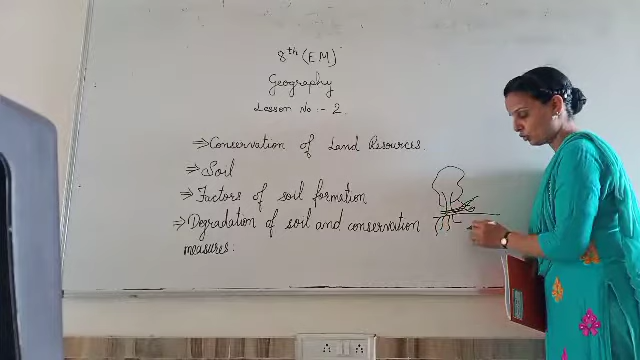 8th (EM)
Geography
Lesson No :- 2
⇒ Conservation of Land Resources.
⇒ Soil
⇒ Factors of soil formation
⇒ Degradation of soil and conservation
measures.